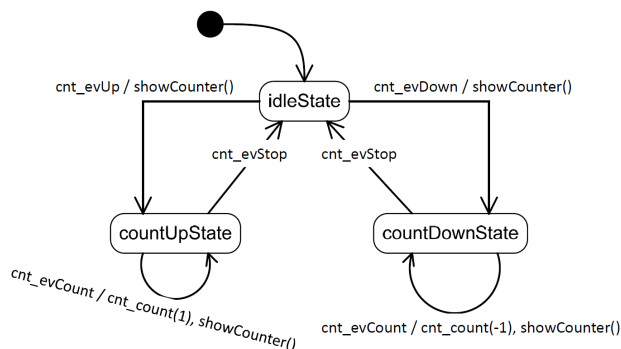 cnt_evUp / showCounter()
cnt_evDown / showCounter()
idleState
cnt_evStop
cnt_evStop
countUpState
countDownState
cnt_evCount / cnt_count(1), showCounter()
cnt_evCount / cnt_count(-1), showCounter()